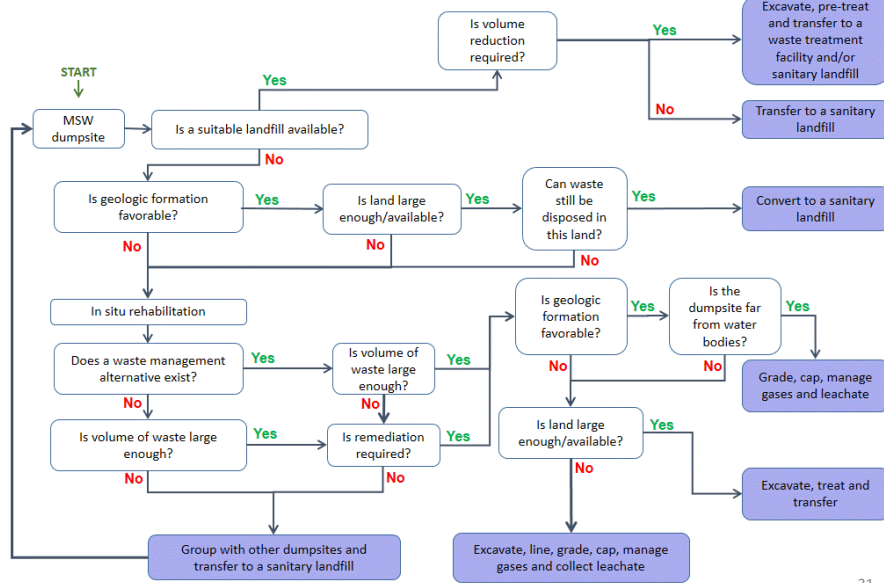 START
MSW
dumpsite
Is a suitable landfill available?
Yes
Is volume
reduction
required?
Yes
Excavate, pre-treat
and transfer to a
waste treatment
facility and/or
sanitary landfill
No
Transfer to a sanitary
landfill
No
Is geologic formation
favorable?
Yes
Is land large
enough/available?
Yes
Can waste
still be
disposed in
this land?
Yes
Convert to a sanitary
landfill
No
No
No
In situ rehabilitation
Does a waste management
alternative exist?
Yes
Is volume of
waste large
enough?
Yes
Is geologic
formation
favorable?
Yes
Is the
dumpsite far
from water
bodies?
Yes
Grade, cap, manage
gases and leachate
No
No
No
No
Is volume of waste large
enough?
Yes
Is remediation
required?
Yes
Is land large
enough/available?
Yes
Excavate, treat and
transfer
No
No
No
Group with other dumpsites and
transfer to a sanitary landfill
Excavate, line, grade, cap, manage
gases and collect leachate